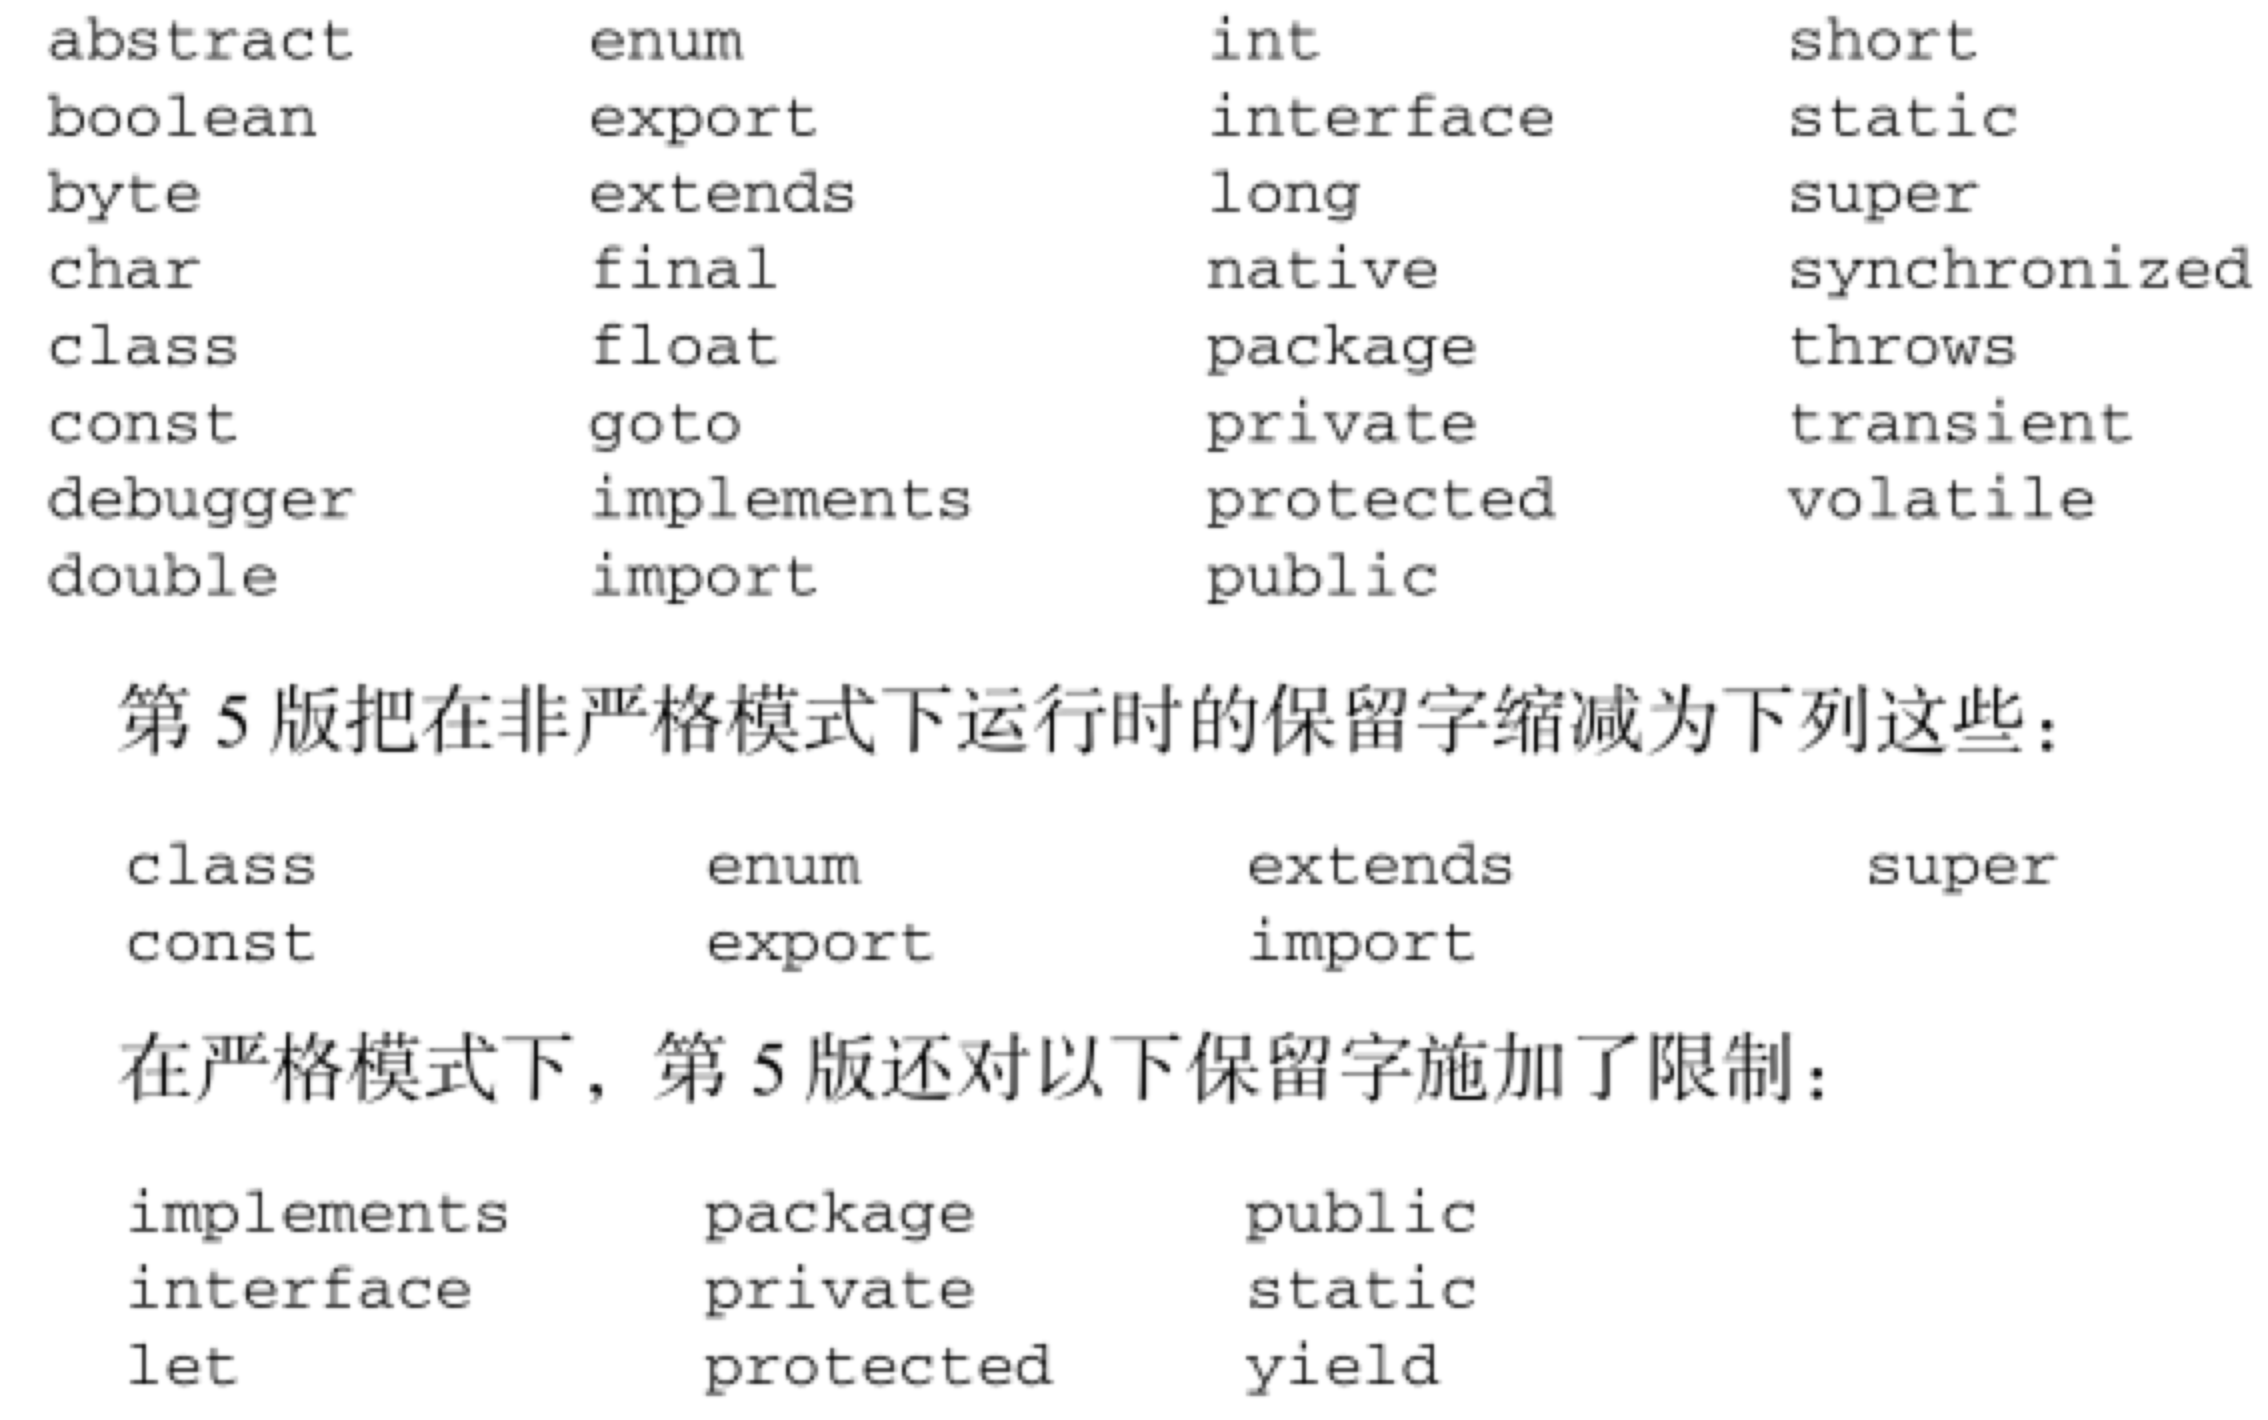 abstract enum int short
boolean export interface static
byte extends long super
char final native synchronized
class float package throws
const goto private transient
debugger implements protected volatile
double import public
第 5 版把在非严格模式下运行时的保留字缩减为下列这些：
class enum extends super
const export import
在严格模式下，第 5 版还对以下保留字施加了限制：
implements package public
interface private static
let protected yield